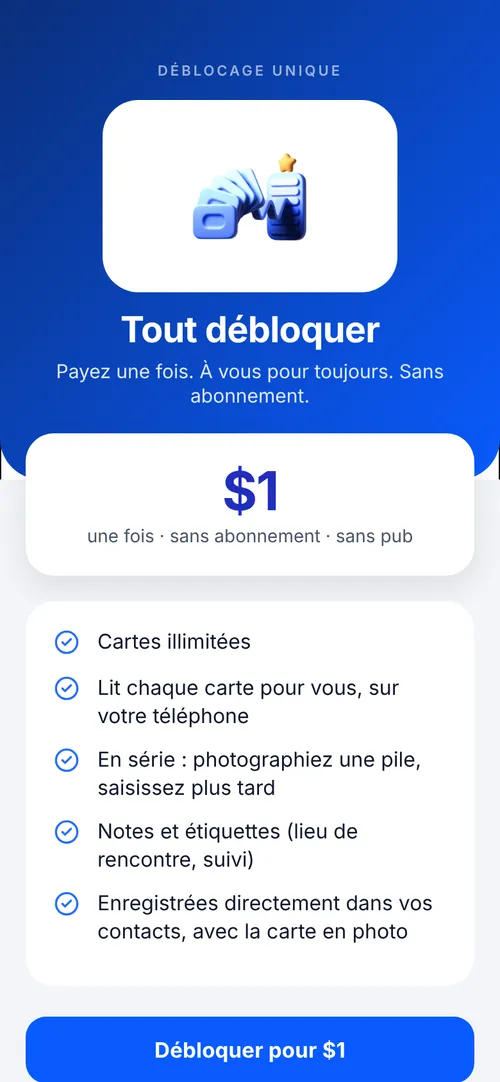 DÉBLOCAGE UNIQUE
Tout débloquer
Payez une fois. À vous pour toujours. Sans
abonnement.
$1
une fois · sans abonnement · sans pub
Cartes illimitées
Lit chaque carte pour vous, sur
votre téléphone
En série : photographiez une pile,
saisissez plus tard
Notes et étiquettes (lieu de
rencontre, suivi)
Enregistrées directement dans vos
contacts, avec la carte en photo
Débloquer pour $1